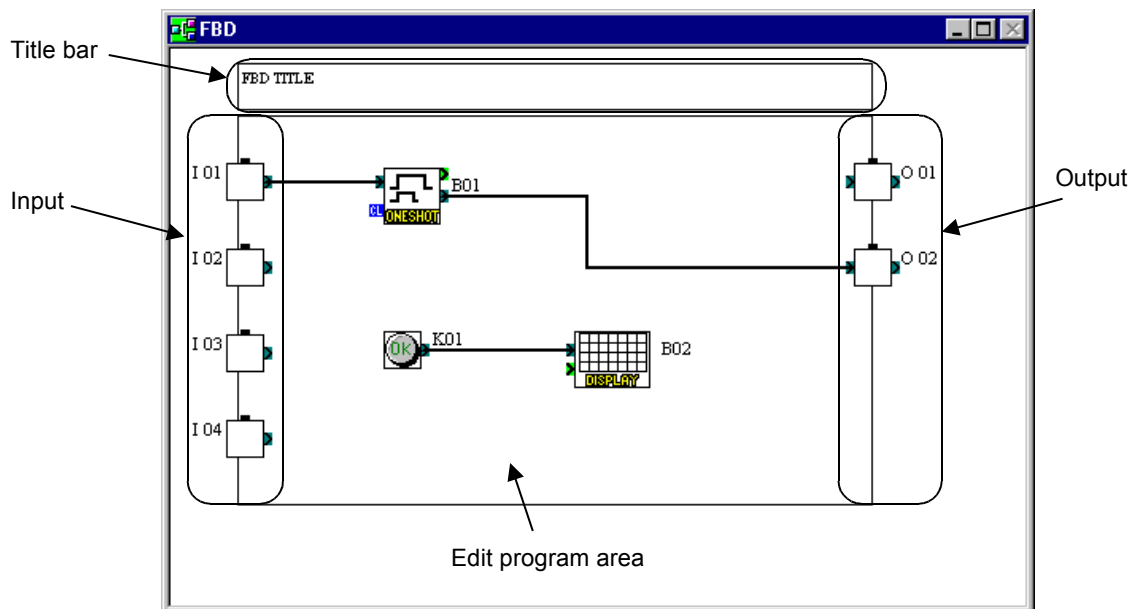 FBD
Title bar
FBD TITLE
Input
Output
I 01
B01
CL
ONESHOT
O 01
I 02
O 02
I 03
OK
K01
B02
DISPLAY
I 04
Edit program area